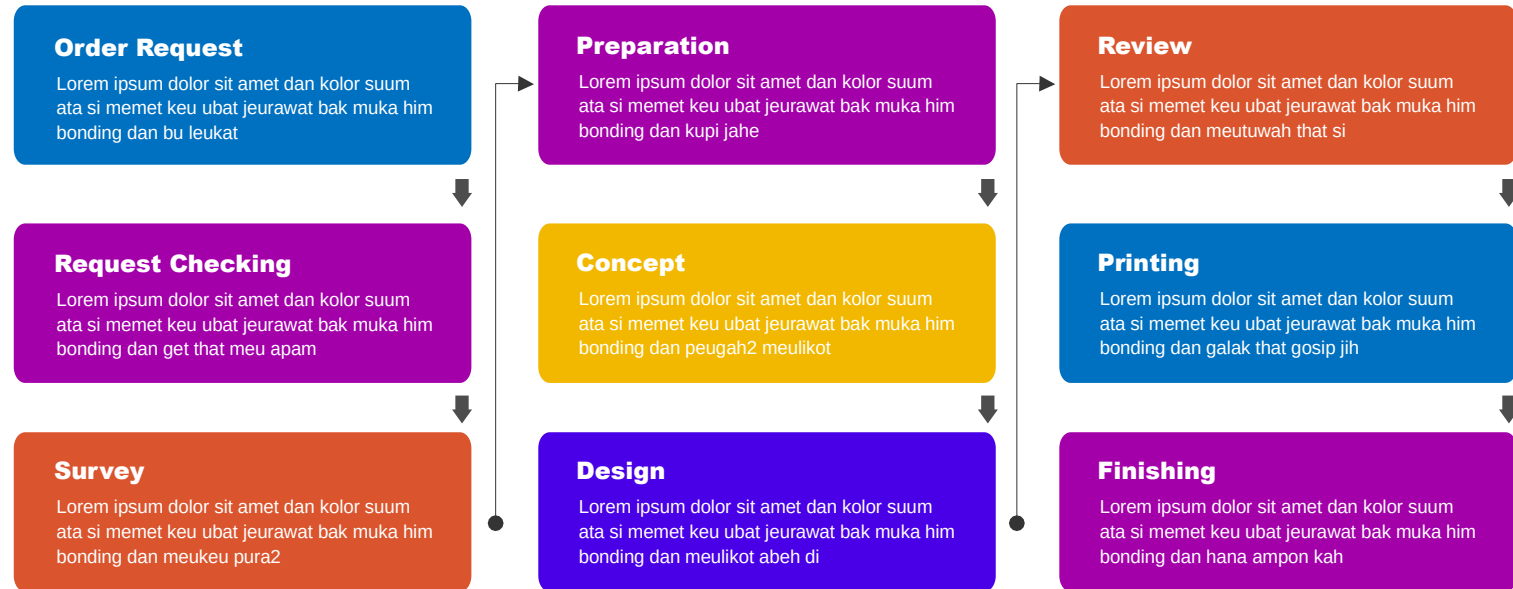 Order Request
Lorem ipsum dolor sit amet dan kolor suum
ata si memet keu ubat jeurawat bak muka him
bonding dan bu leukat
Request Checking
Lorem ipsum dolor sit amet dan kolor suum
ata si memet keu ubat jeurawat bak muka him
bonding dan get that meu apam
Survey
Lorem ipsum dolor sit amet dan kolor suum
ata si memet keu ubat jeurawat bak muka him
bonding dan meukeu pura2
Preparation
Lorem ipsum dolor sit amet dan kolor suum
ata si memet keu ubat jeurawat bak muka him
bonding dan kupi jahe
Concept
Lorem ipsum dolor sit amet dan kolor suum
ata si memet keu ubat jeurawat bak muka him
bonding dan peugah2 meulikot
Design
Lorem ipsum dolor sit amet dan kolor suum
ata si memet keu ubat jeurawat bak muka him
bonding dan meulikot abeh di
Review
Lorem ipsum dolor sit amet dan kolor suum
ata si memet keu ubat jeurawat bak muka him
bonding dan meutuwah that si
Printing
Lorem ipsum dolor sit amet dan kolor suum
ata si memet keu ubat jeurawat bak muka him
bonding dan galak that gosip jih
Finishing
Lorem ipsum dolor sit amet dan kolor suum
ata si memet keu ubat jeurawat bak muka him
bonding dan hana ampon kah